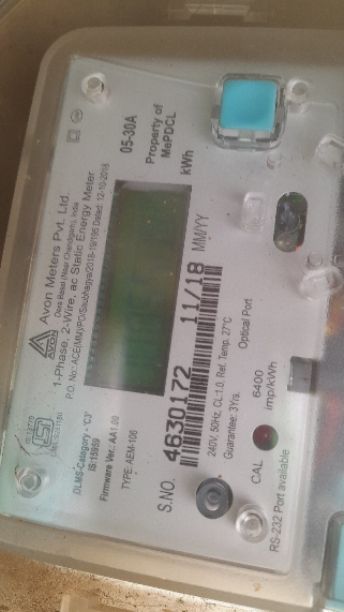 AVON
Avon Meters Pvt. Ltd.
1-Phase, 2-Wire, ac Static Energy Meter
05-30A
Property of
MePDCL
kWh
DLMS-Category - 'C3'
IS:15959
Firmware Ver.: AA1.00
TYPE: AEM-106
S.NO.
4630172
11/18
MM/YY
240V, 50Hz, CL:1.0, Ref. Temp. 27°C
Guarantee: 5Yrs.
Optical Port
CAL
6400
imp/kWh
RS-232 Port available